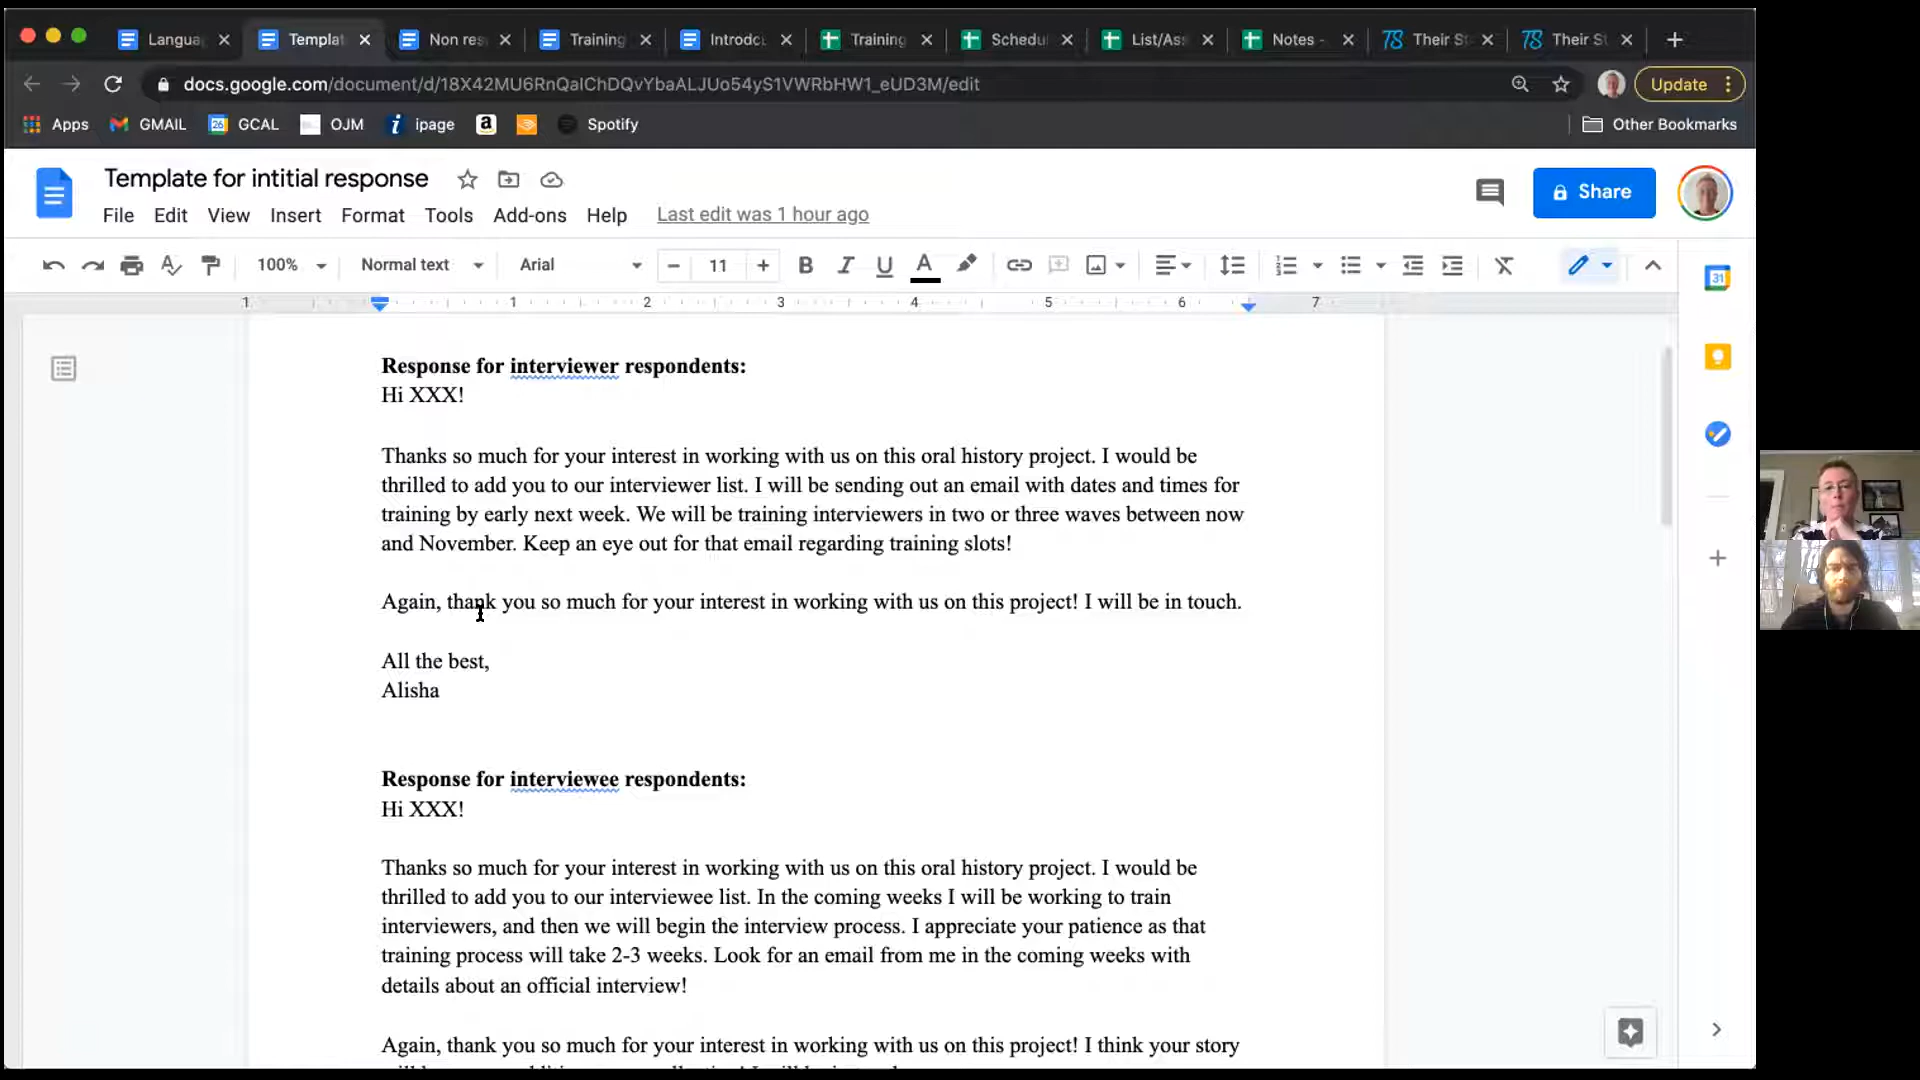 Langua
Templat
Non res
Training
Introdu
Training
Schedu
List/Ass
Notes -
Their S
Their St
docs.google.com/document/d/18X42MU6RnQalChDQvYbaALJUo54yS1VWRbHW1_eUD3M/edit
Update
Apps
GMAIL
GCAL
OJM
ipage
Spotify
Other Bookmarks
Template for intitial response
Share
File Edit View Insert Format Tools Add-ons Help Last edit was 1 hour ago
100% Normal text Arial 11 B I U A
1 1 2 3 4 5 6 7
31
Response for interviewer respondents:
Hi XXX!
Thanks so much for your interest in working with us on this oral history project. I would be
thrilled to add you to our interviewer list. I will be sending out an email with dates and times for
training by early next week. We will be training interviewers in two or three waves between now
and November. Keep an eye out for that email regarding training slots!
Again, thank you so much for your interest in working with us on this project! I will be in touch.
All the best,
Alisha
Response for interviewee respondents:
Hi XXX!
Thanks so much for your interest in working with us on this oral history project. I would be
thrilled to add you to our interviewee list. In the coming weeks I will be working to train
interviewers, and then we will begin the interview process. I appreciate your patience as that
training process will take 2-3 weeks. Look for an email from me in the coming weeks with
details about an official interview!
Again, thank you so much for your interest in working with us on this project! I think your story